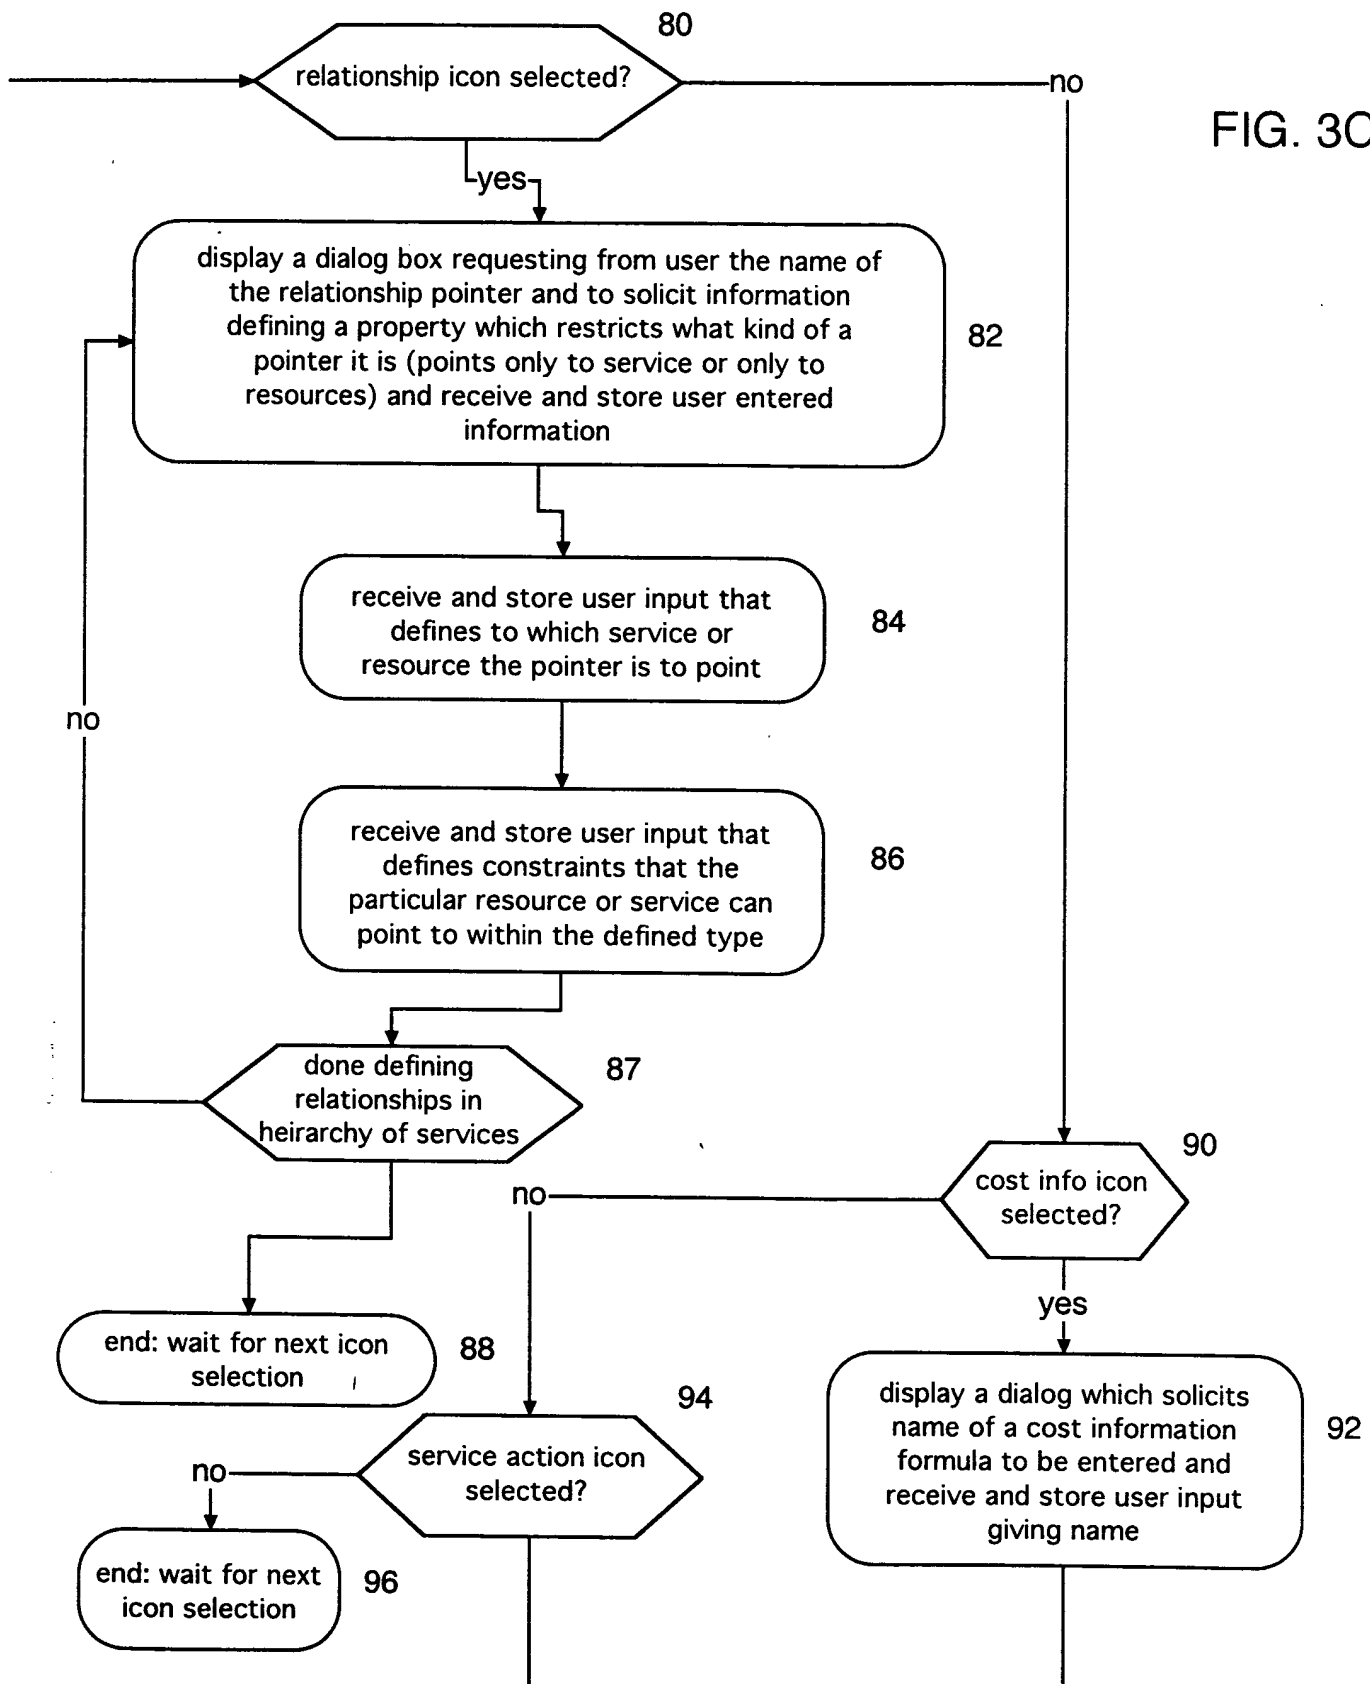 80
relationship icon selected?
no
FIG. 3C
yes
display a dialog box requesting from user the name of
the relationship pointer and to solicit information
defining a property which restricts what kind of a
pointer it is (points only to service or only to
resources) and receive and store user entered
information
82
receive and store user input that
defines to which service or
resource the pointer is to point
84
no
receive and store user input that
defines constraints that the
particular resource or service can
point to within the defined type
86
done defining
relationships in
heirarchy of services
87
90
cost info icon
selected?
no
yes
end: wait for next icon
selection
88
94
service action icon
selected?
no
display a dialog which solicits
name of a cost information
formula to be entered and
receive and store user input
giving name
92
end: wait for next
icon selection
96